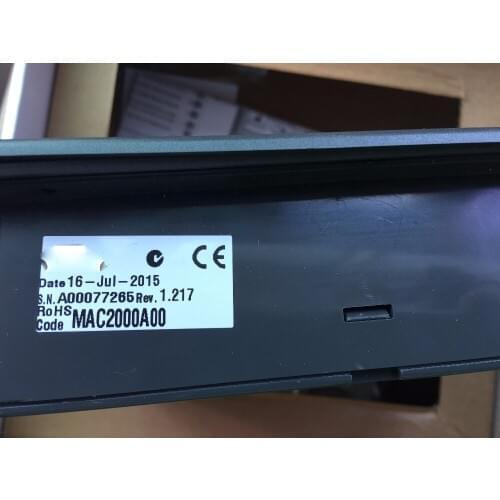 CE
Date 16-Jul-2015
S.N. A00077265 Rev. 1.217
RoHS
Code MAC2000A00